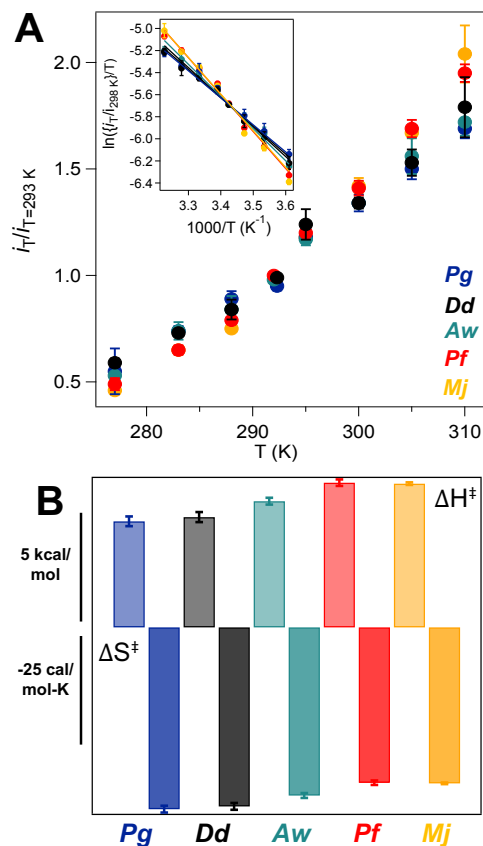 A
ln({i_T/i_298 K}/T)
-5.0
-5.2
-5.4
-5.6
-5.8
-6.0
-6.2
-6.4
3.2 3.3 3.4 3.5 3.6
1000/T (K⁻¹)
i_T/i_T=293 K
2.0
1.5
1.0
0.5
Pg
Dd
Aw
Pf
Mj
280 290 300 310
T (K)
B
5 kcal/
mol
ΔH‡
-25 cal/
mol-K
ΔS‡
Pg Dd Aw Pf Mj